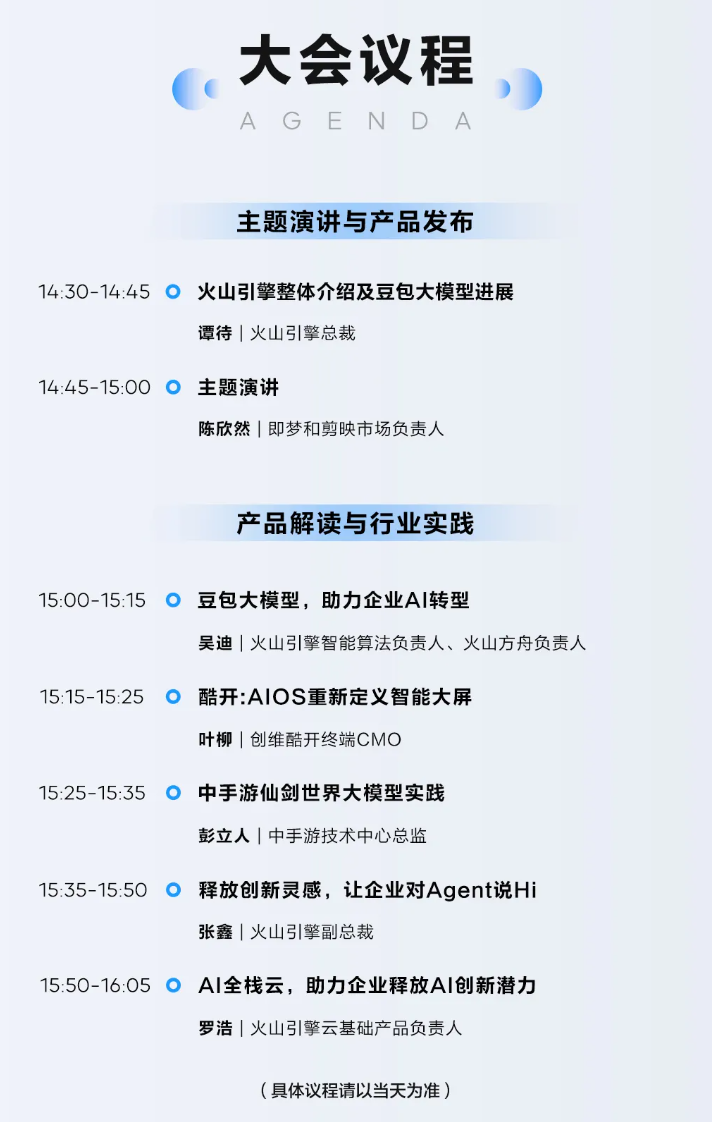 大会议程
AGENDA
主题演讲与产品发布
14:30-14:45 火山引擎整体介绍及豆包大模型进展
谭待 | 火山引擎总裁
14:45-15:00 主题演讲
陈欣然 | 即梦和剪映市场负责人
产品解读与行业实践
15:00-15:15 豆包大模型，助力企业AI转型
吴迪 | 火山引擎智能算法负责人、火山方舟负责人
15:15-15:25 酷开:AIOS重新定义智能大屏
叶柳 | 创维酷开终端CMO
15:25-15:35 中手游仙剑世界大模型实践
彭立人 | 中手游技术中心总监
15:35-15:50 释放创新灵感，让企业对Agent说Hi
张鑫 | 火山引擎副总裁
15:50-16:05 AI全栈云，助力企业释放AI创新潜力
罗浩 | 火山引擎云基础产品负责人
（具体议程请以当天为准）